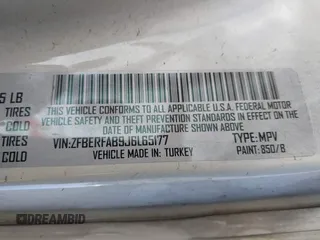 5 LB
TIRES
COLD
TIRES
COLD
THIS VEHICLE CONFORMS TO ALL APPLICABLE U.S.A. FEDERAL MOTOR
VEHICLE SAFETY AND THEFT PREVENTION STANDARDS IN EFFECT
ON THE DATE OF MANUFACTURE SHOWN ABOVE.
VIN:ZFBERFAB9J6L65177 TYPE:MPV
VEHICLE MADE IN: TURKEY PAINT: 850/B
DREAMBID